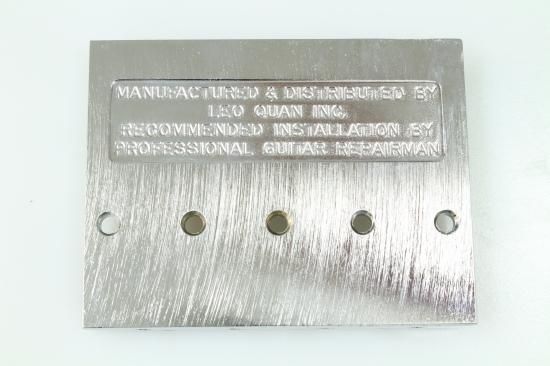 MANUFACTURED & DISTRIBUTED BY
LEO QUAN INC.
RECOMMENDED INSTALLATION BY
PROFESSIONAL GUITAR REPAIRMAN